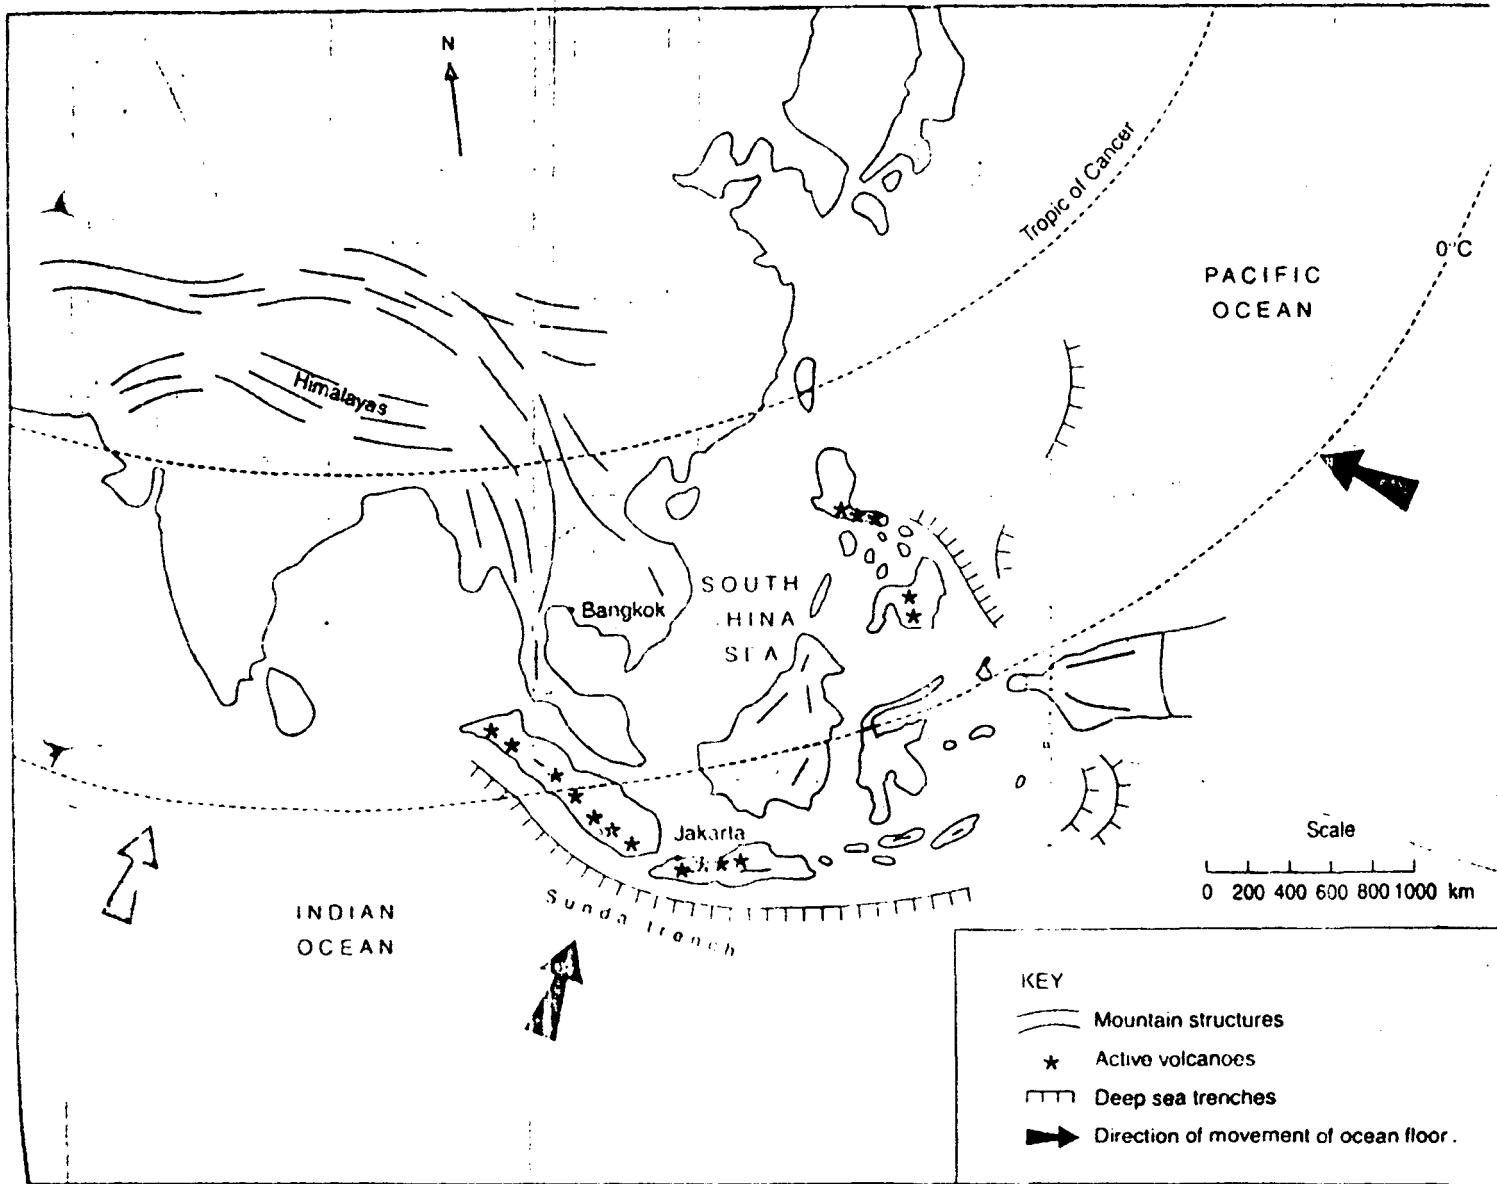 N
Tropic of Cancer
0°C
PACIFIC
OCEAN
Himalayas
Bangkok
SOUTH
HINA
SEA
Jakarta
Sunda trench
INDIAN
OCEAN
Scale
0 200 400 600 800 1000 km
KEY
Mountain structures
Active volcanoes
Deep sea trenches
Direction of movement of ocean floor.